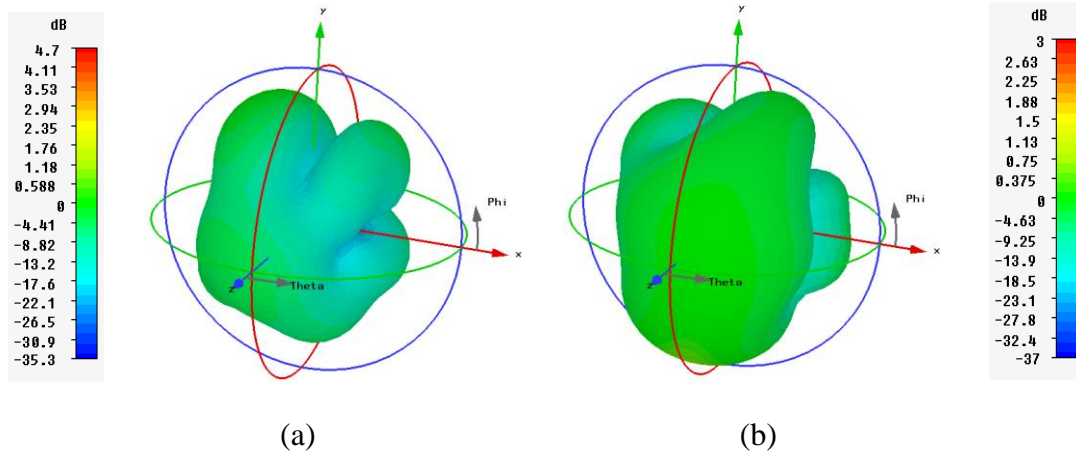 dB
4.7
4.11
3.53
2.94
2.35
1.76
1.18
0.588
0
-4.41
-8.82
-13.2
-17.6
-22.1
-26.5
-30.9
-35.3
y
Phi
x
z
Theta
(a)
y
Phi
x
z
Theta
(b)
dB
3
2.63
2.25
1.88
1.5
1.13
0.75
0.375
0
-4.63
-9.25
-13.9
-18.5
-23.1
-27.8
-32.4
-37